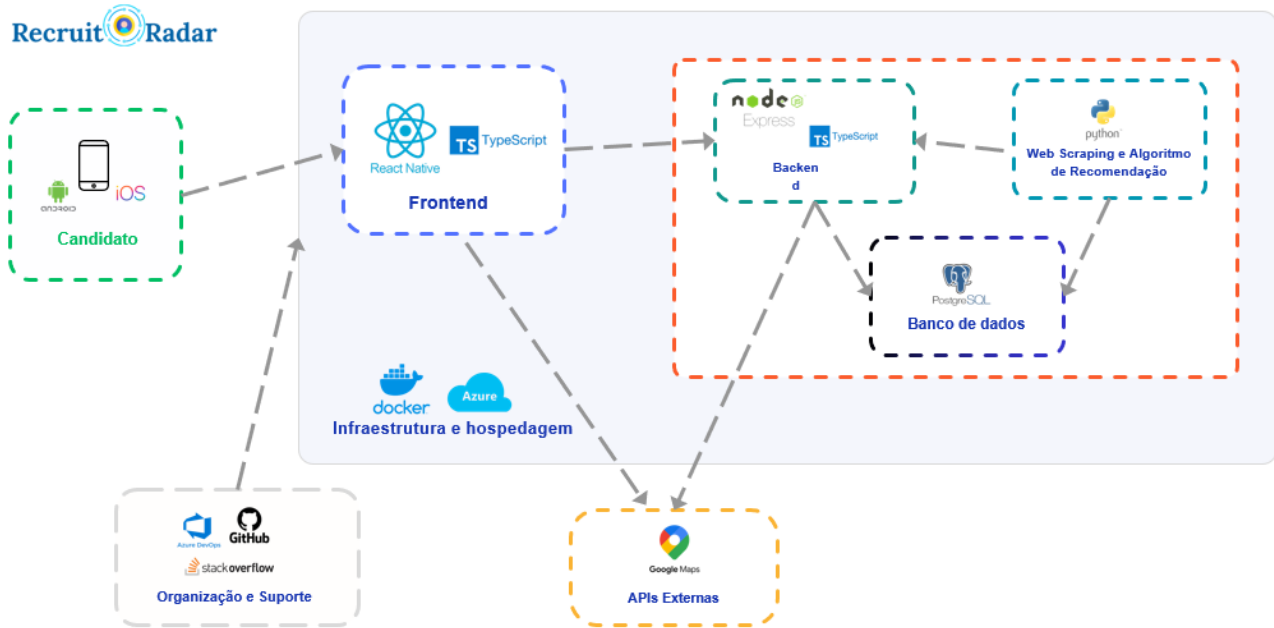 Recruit Radar
android
iOS
Candidato
React Native
TS TypeScript
Frontend
node JS
Express
TS TypeScript
Backen
d
python
Web Scraping e Algoritmo
de Recomendação
PostgreSQL
Banco de dados
docker
Azure
Infraestrutura e hospedagem
Azure DevOps
GitHub
stackoverflow
Organização e Suporte
Google Maps
APIs Externas